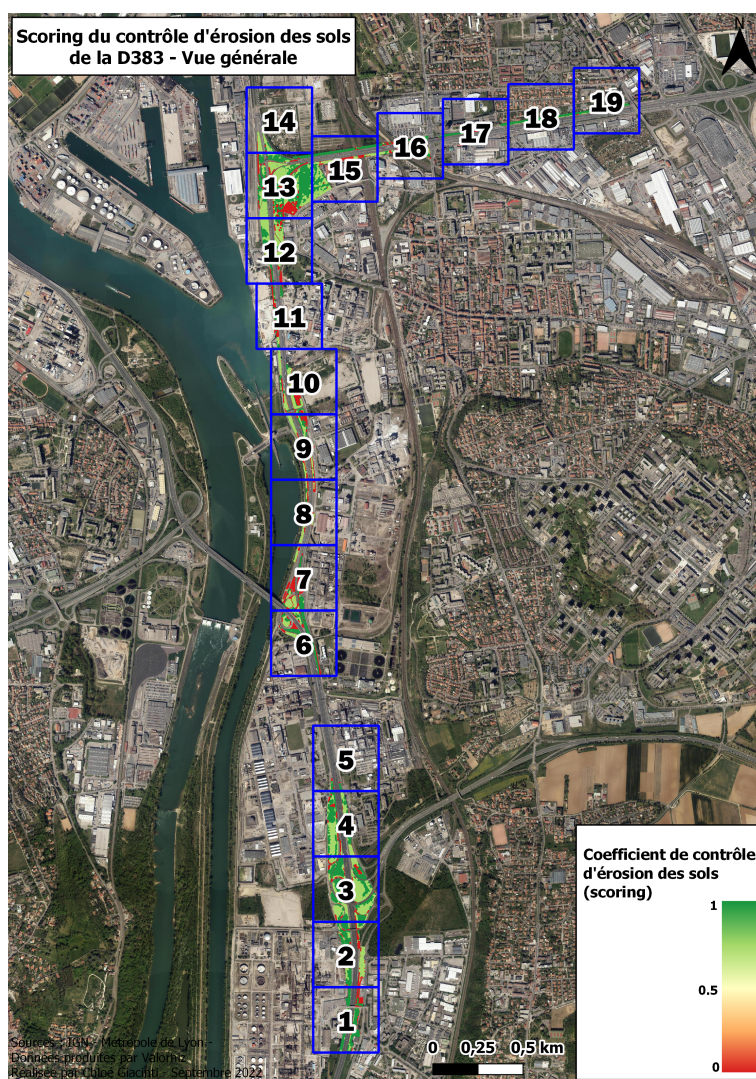 Scoring du contrôle d'érosion des sols
de la D383 - Vue générale
N
14
19
18
17
16
15
13
12
11
10
9
8
7
6
5
4
3
2
1
Coefficient de contrôle
d'érosion des sols
(scoring)
1
0.5
0
0 0,25 0,5 km
Sources : IGN - Métropole de Lyon -
Données produites par Valorhiz
Réalisée par Chloé Giacinti - Septembre 2022